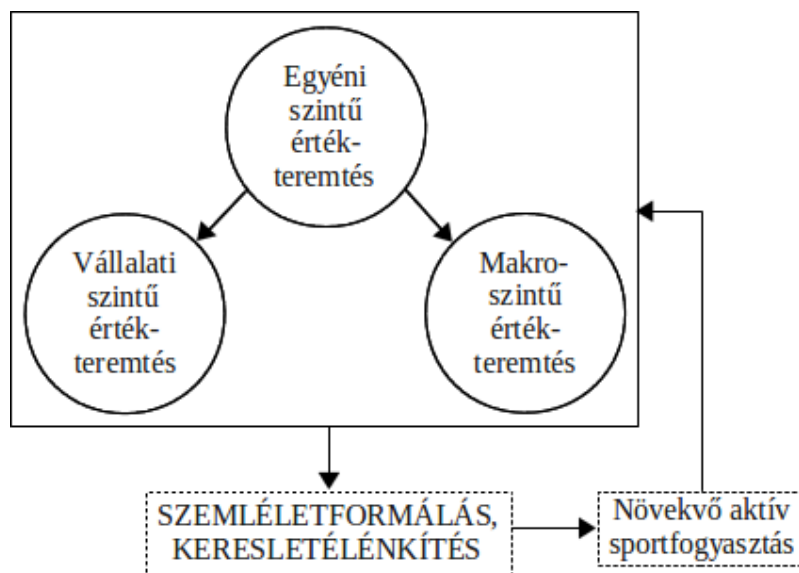 Egyéni
szintű
érték-
teremtés
Vállalati
szintű
érték-
teremtés
Makro-
szintű
érték-
teremtés
SZEMLÉLETFORMÁLÁS,
KERESLETÉLÉNKÍTÉS
Növekvő aktív
sportfogyasztás